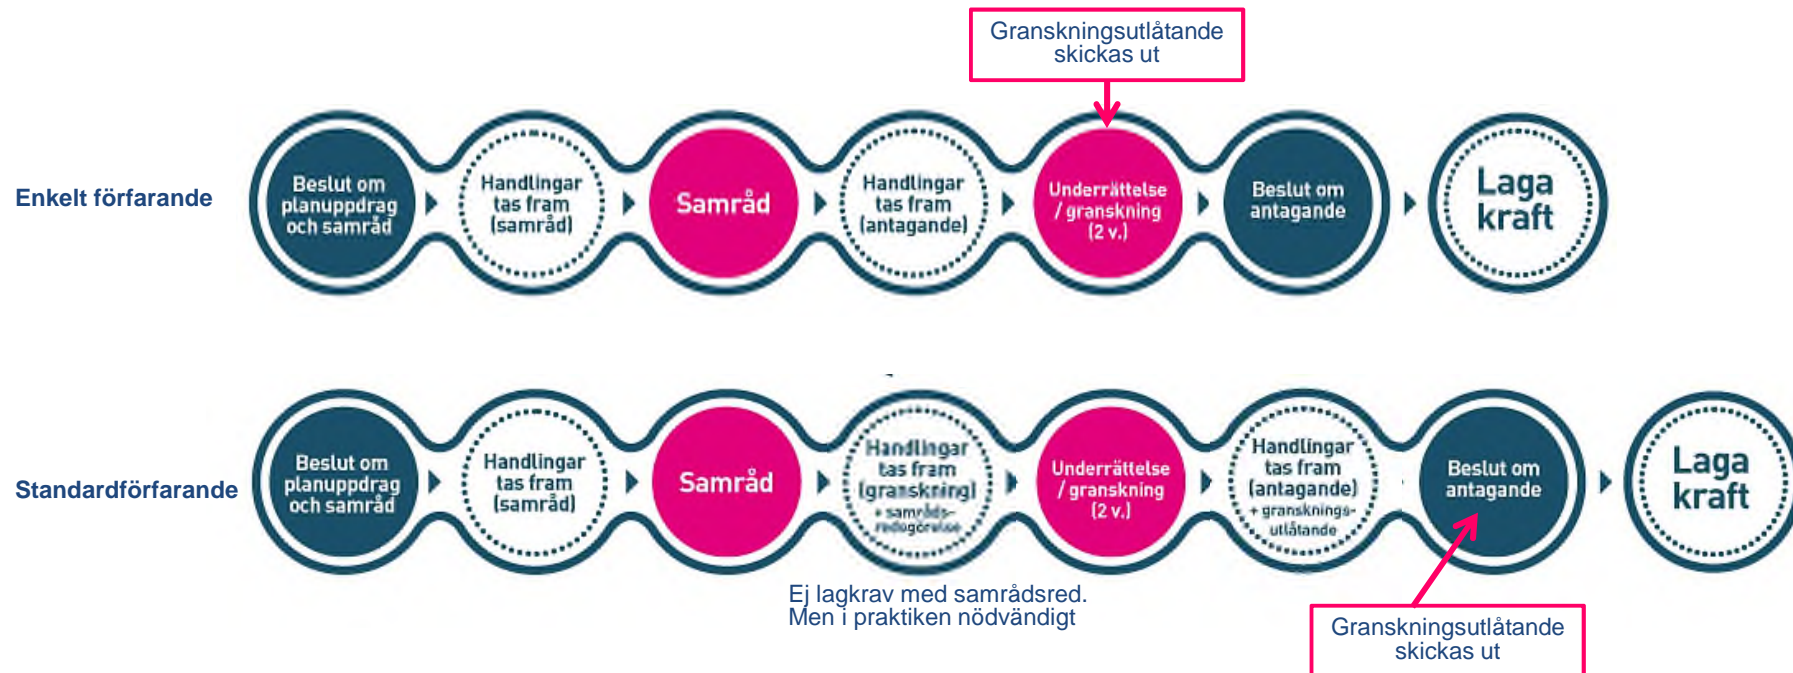 Granskningsutlåtande
skickas ut
Enkelt förfarande
Beslut om
planuppdrag
och samråd
Handlingar
tas fram
(samråd)
Samråd
Handlingar
tas fram
(antagande)
Underrättelse
/ granskning
(2 v.)
Beslut om
antagande
Laga
kraft
Standardförfarande
Beslut om
planuppdrag
och samråd
Handlingar
tas fram
(samråd)
Samråd
Handlingar
tas fram
(granskning)
+ samråds-
redogörelse
Underrättelse
/ granskning
(2 v.)
Handlingar
tas fram
(antagande)
+ gransknings-
utlåtande
Beslut om
antagande
Laga
kraft
Ej lagkrav med samrådsred.
Men i praktiken nödvändigt
Granskningsutlåtande
skickas ut